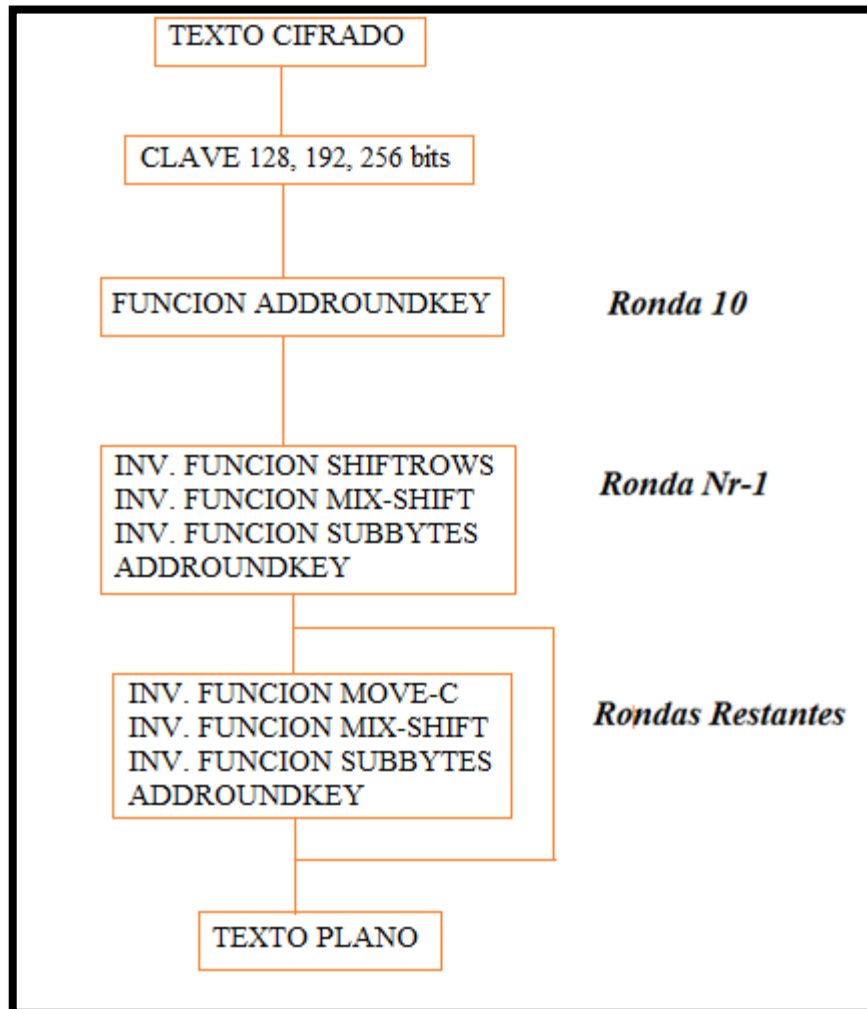 TEXTO CIFRADO
CLAVE 128, 192, 256 bits
FUNCION ADDROUNDKEY
Ronda 10
INV. FUNCION SHIFTROWS
INV. FUNCION MIX-SHIFT
INV. FUNCION SUBBYTES
ADDROUNDKEY
Ronda Nr-1
INV. FUNCION MOVE-C
INV. FUNCION MIX-SHIFT
INV. FUNCION SUBBYTES
ADDROUNDKEY
Rondas Restantes
TEXTO PLANO